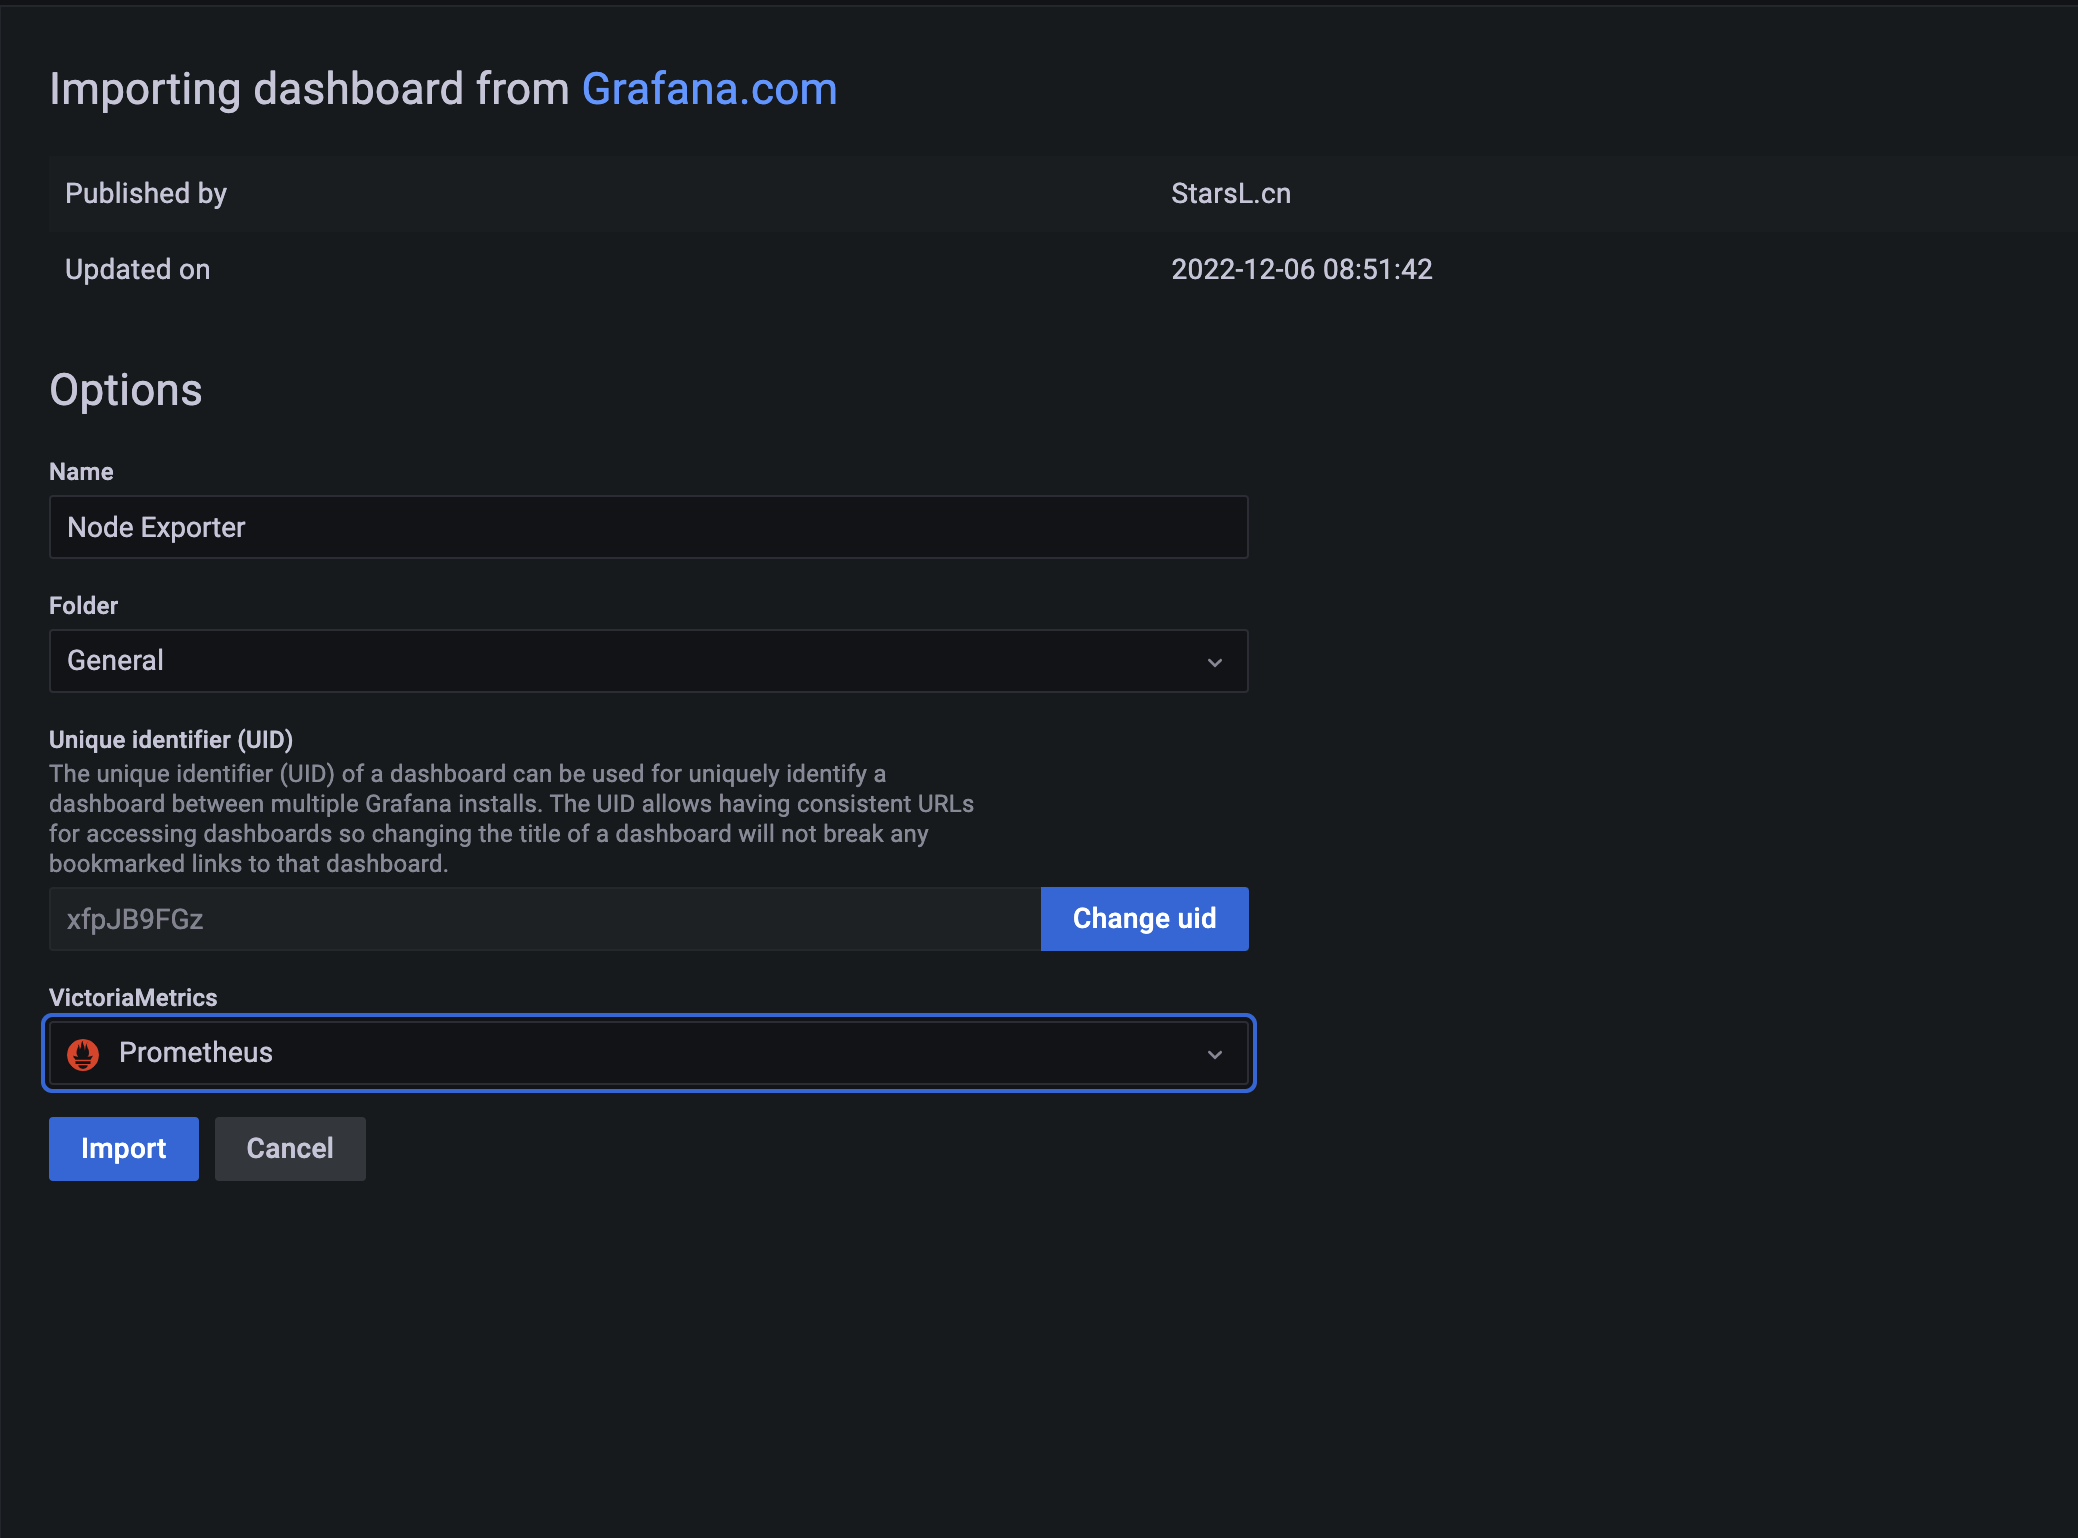 Importing dashboard from Grafana.com
Published by StarsL.cn
Updated on 2022-12-06 08:51:42
Options
Name
Node Exporter
Folder
General
Unique identifier (UID)
The unique identifier (UID) of a dashboard can be used for uniquely identify a
dashboard between multiple Grafana installs. The UID allows having consistent URLs
for accessing dashboards so changing the title of a dashboard will not break any
bookmarked links to that dashboard.
xfpJB9FGz Change uid
VictoriaMetrics
Prometheus
Import Cancel